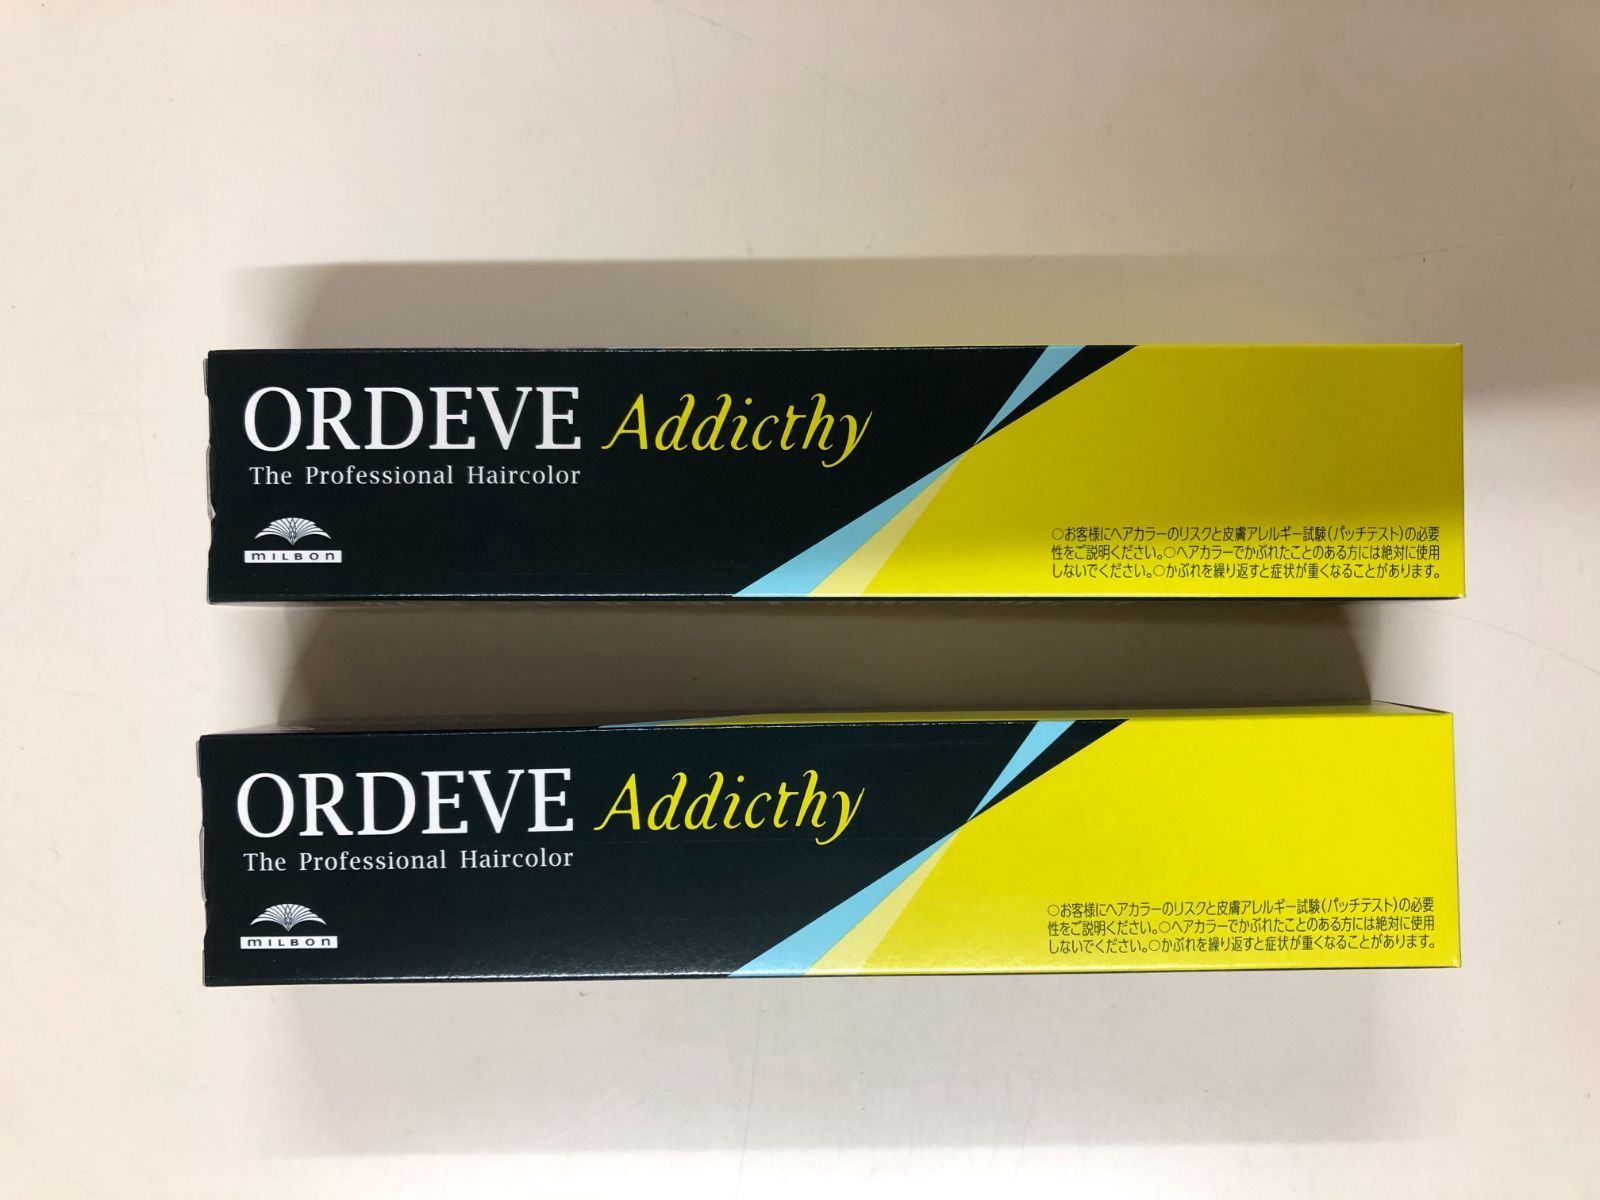 ORDEVE Addicthy
The Professional Haircolor
MILBON
○お客様にヘアカラーのリスクと皮膚アレルギー試験(パッチテスト)の必要
性をご説明ください。○ヘアカラーでかぶれたことのある方には絶対に使用
しないでください。○かぶれを繰り返すと症状が重くなることがあります。
ORDEVE Addicthy
The Professional Haircolor
MILBON
○お客様にヘアカラーのリスクと皮膚アレルギー試験(パッチテスト)の必要
性をご説明ください。○ヘアカラーでかぶれたことのある方には絶対に使用
しないでください。○かぶれを繰り返すと症状が重くなることがあります。